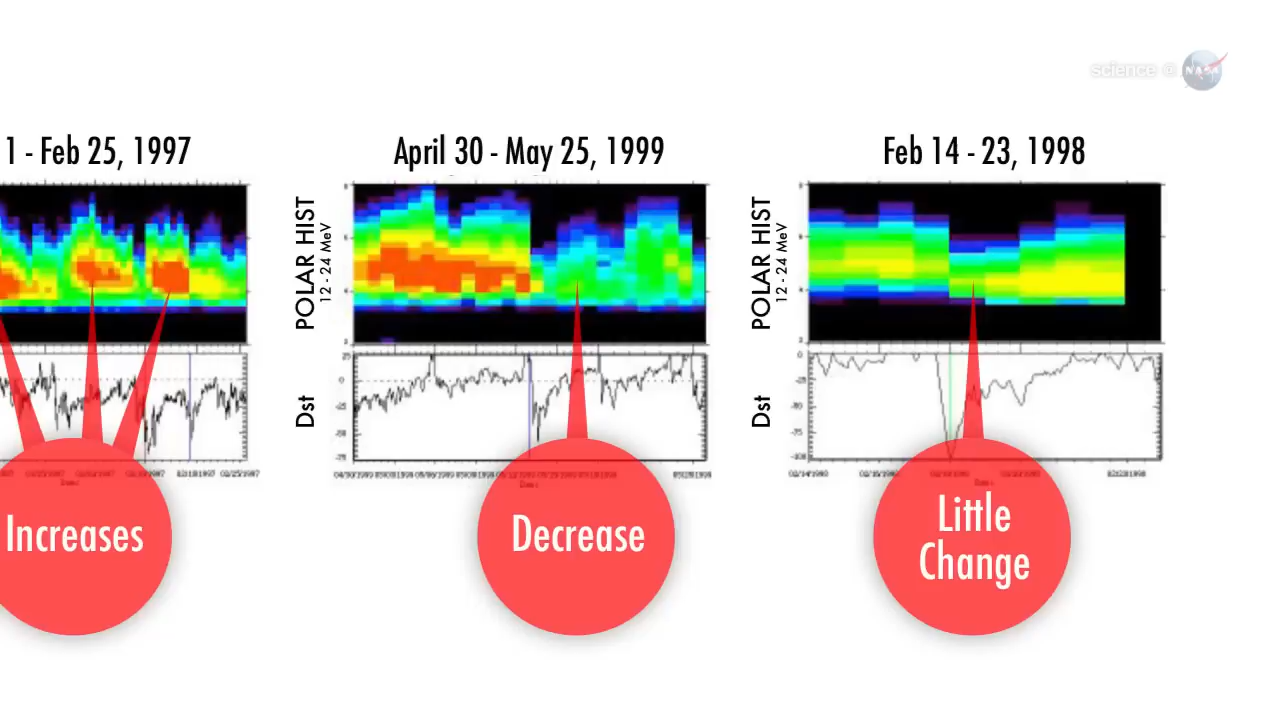 science @ NASA
1 - Feb 25, 1997
April 30 - May 25, 1999
Feb 14 - 23, 1998
POLAR HIST
12 - 24 MeV
POLAR HIST
12 - 24 MeV
Dst
Dst
Increases
Decrease
Little
Change